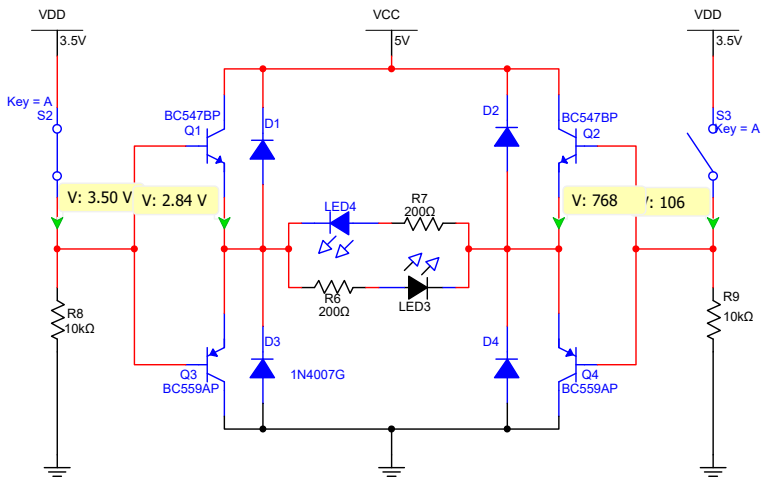 VDD
3.5V
VCC
5V
VDD
3.5V
Key = A
S2
BC547BP
Q1
D1
D2
BC547BP
Q2
S3
Key = A
V: 3.50 V
V: 2.84 V
V: 768
: 106
LED4
R7
200Ω
R6
200Ω
LED3
R8
10kΩ
R9
10kΩ
Q3
BC559AP
D3
1N4007G
D4
Q4
BC559AP